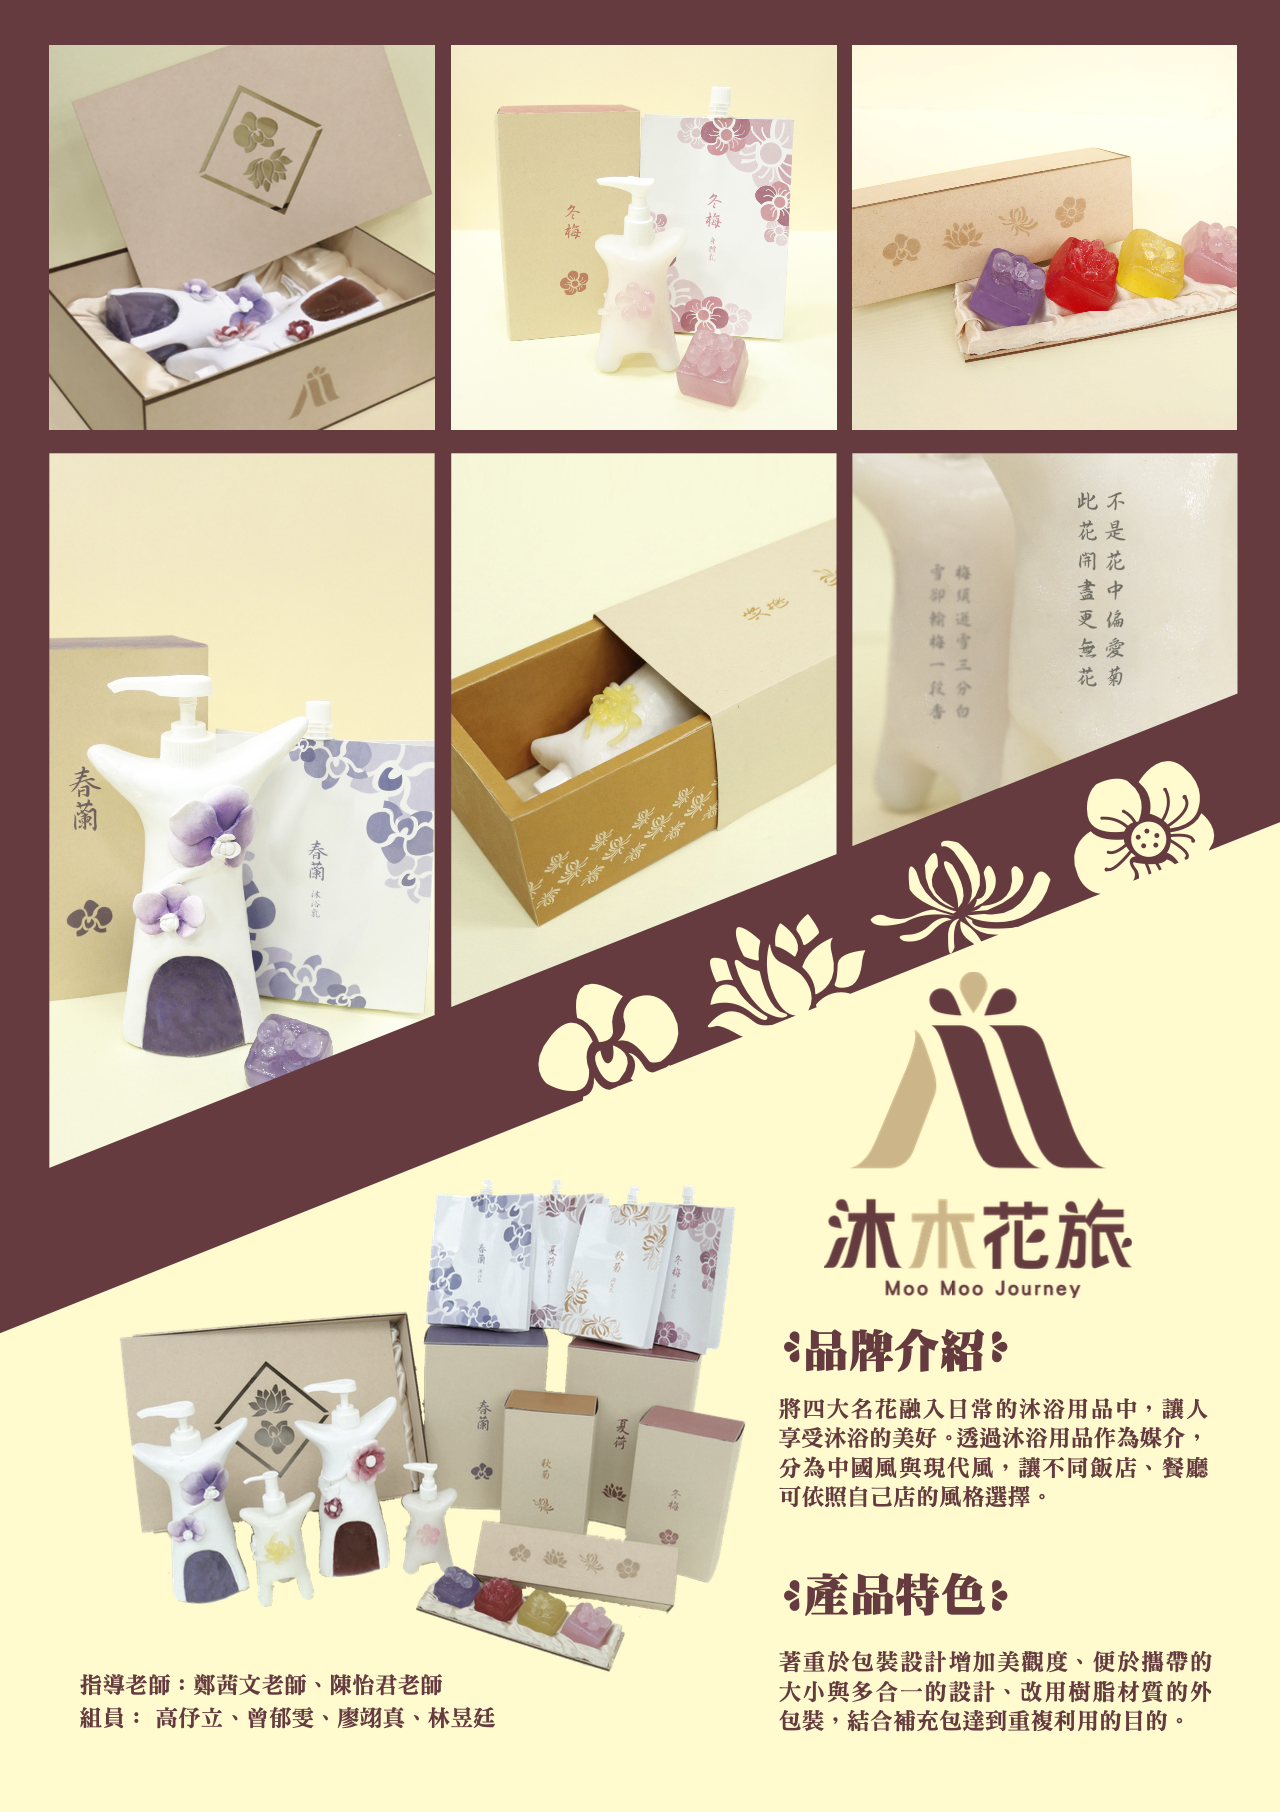 冬梅
冬梅
身體乳
不是花中偏愛菊
此花開盡更無花
梅須遜雪三分白
雪卻輸梅一段香
春蘭
春蘭
沐浴乳
沐木花旅
Moo Moo Journey
品牌介紹
將四大名花融入日常的沐浴用品中，讓人
享受沐浴的美好。透過沐浴用品作為媒介，
分為中國風與現代風，讓不同飯店、餐廳
可依照自己店的風格選擇。
產品特色
著重於包裝設計增加美觀度、便於攜帶的
大小與多合一的設計、改用樹脂材質的外
包裝，結合補充包達到重複利用的目的。
春蘭
夏荷
秋菊
冬梅
春蘭
夏荷
秋菊
冬梅
指導老師：鄭茜文老師、陳怡君老師
組員： 高伃立、曾郁雯、廖翊真、林昱廷